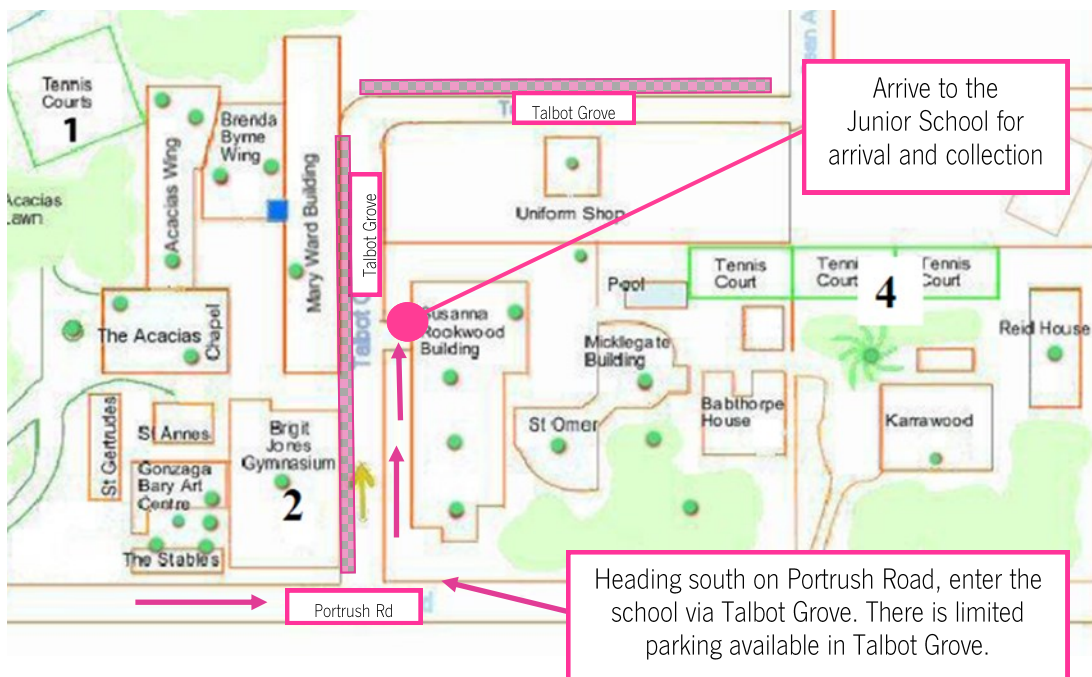 Tennis
Courts
1
Acacias
Lawn
Acacias Wing
Brenda
Byrne
Wing
Mary Ward Building
Talbot Grove
Talbot Grove
Uniform Shop
Arrive to the
Junior School for
arrival and collection
The Acacias
Chapel
Susanna
Rookwood
Building
Pool
Micklegate
Building
Tennis
Court
Tennis
Court
Tennis
Court
4
Reid House
St Gertrudes
St Annes
Gonzaga
Bary Art
Centre
The Stables
Brigit
Jones
Gymnasium
2
St Omer
Babthorpe
House
Karrawood
Portrush Rd
Heading south on Portrush Road, enter the
school via Talbot Grove. There is limited
parking available in Talbot Grove.